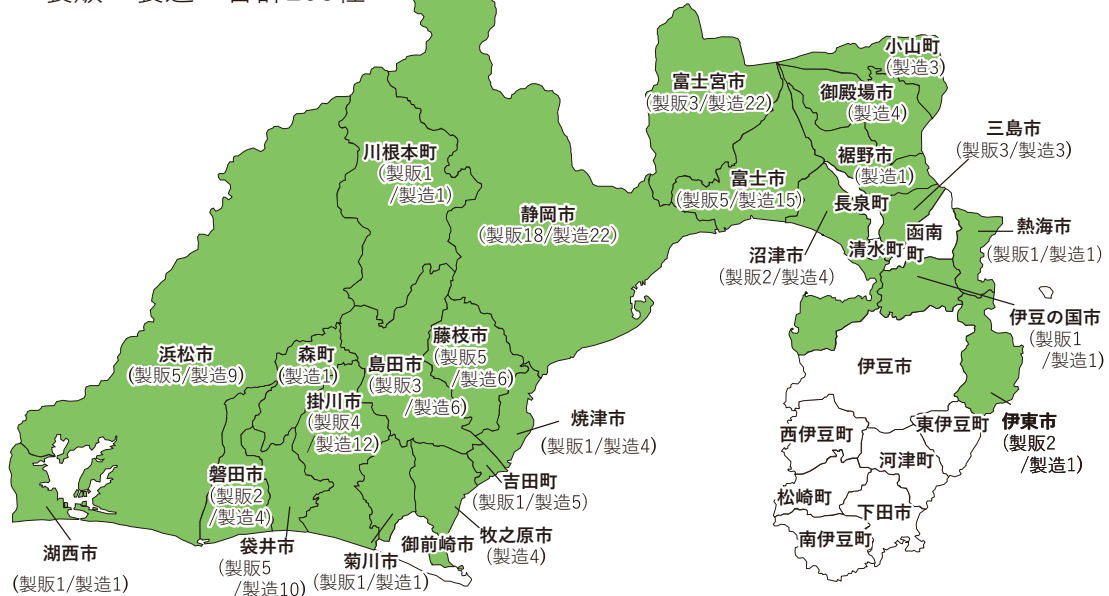 小山町
(製造3)
富士宮市
(製販3/製造22)
御殿場市
(製造4)
三島市
(製販3/製造3)
川根本町
(製販1
/製造1)
裾野市
(製造1)
富士市
(製販5/製造15)
長泉町
静岡市
(製販18/製造22)
函南
町
熱海市
(製販1/製造1)
清水町
沼津市
(製販2/製造4)
伊豆の国市
(製販1
/製造1)
藤枝市
(製販5
/製造6)
浜松市
(製販5/製造9)
森町
(製造1)
島田市
(製販3
/製造6)
伊豆市
掛川市
(製販4
製造12)
焼津市
(製販1/製造4)
西伊豆町
東伊豆町
伊東市
(製販2
/製造1)
河津町
磐田市
(製販2
/製造4)
吉田町
(製販1/製造5)
松崎町
下田市
牧之原市
(製造4)
南伊豆町
湖西市
(製販1/製造1)
袋井市
(製販5
/製造10)
菊川市
(製販1/製造1)
御前崎市